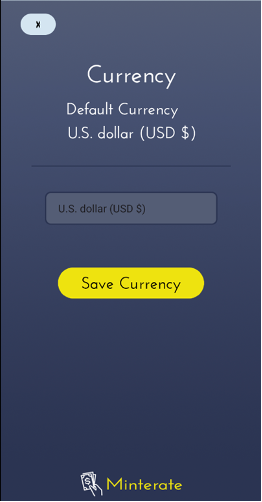 x
Currency
Default Currency
U.S. dollar (USD $)
U.S. dollar (USD $)
Save Currency
$
Minterate